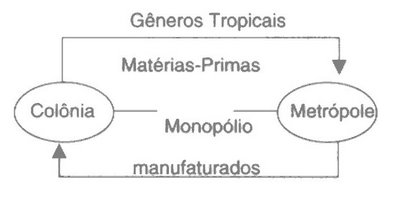 Gêneros Tropicais
Matérias-Primas
Colônia
Metrópole
Monopólio
manufaturados